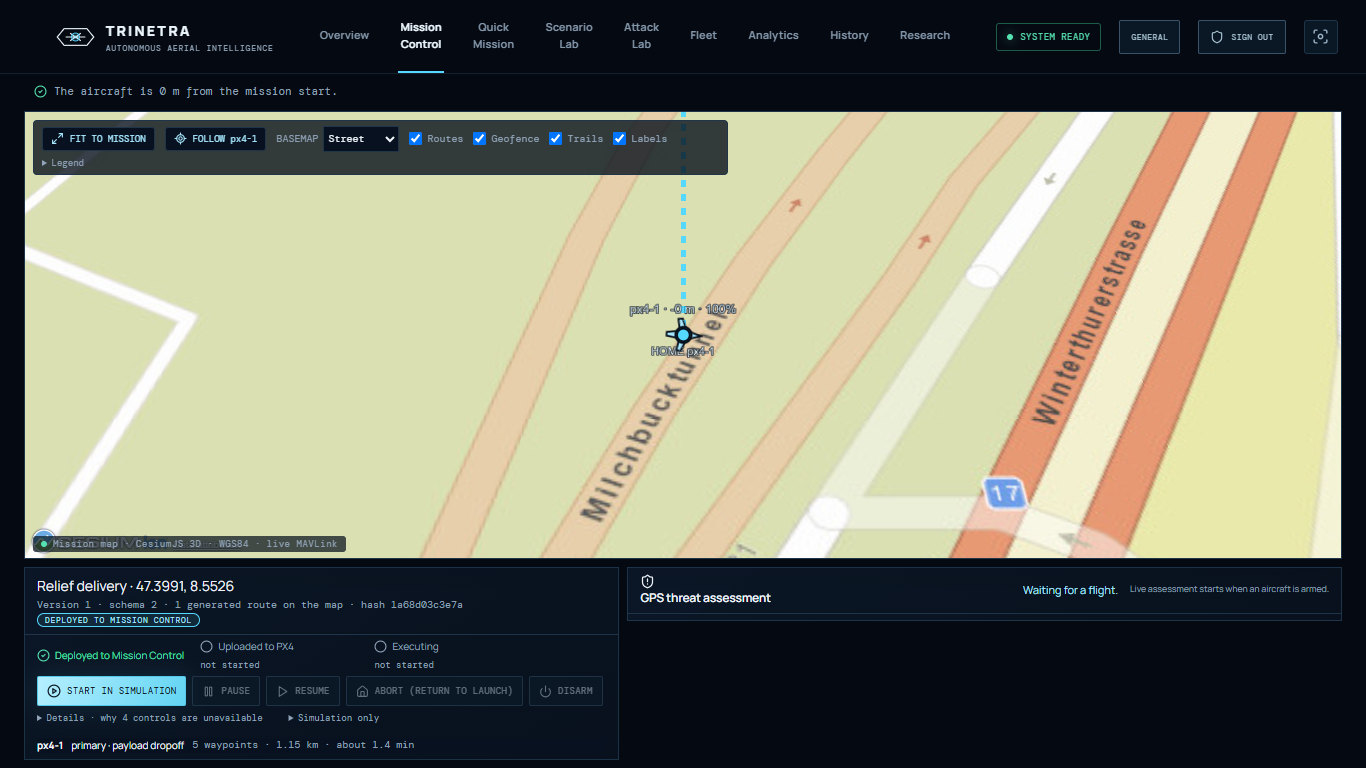 TRINETRA
AUTONOMOUS AERIAL INTELLIGENCE
Overview
Mission
Control
Quick
Mission
Scenario
Lab
Attack
Lab
Fleet
Analytics
History
Research
SYSTEM READY
GENERAL
SIGN OUT
The aircraft is 0 m from the mission start.
FIT TO MISSION
FOLLOW px4-1
BASEMAP
Street
Routes
Geofence
Trails
Labels
Legend
px4-1 · -0 m · 100%
HOME px4-1
Milchbucktunnel
Winterthurerstrasse
17
Mission map · CesiumJS 3D · WGS84 · live MAVLink
Relief delivery · 47.3991, 8.5526
Version 1 · schema 2 · 1 generated route on the map · hash 1a68d03c3e7a
DEPLOYED TO MISSION CONTROL
Deployed to Mission Control
Uploaded to PX4
not started
Executing
not started
START IN SIMULATION
PAUSE
RESUME
ABORT (RETURN TO LAUNCH)
DISARM
Details · why 4 controls are unavailable
Simulation only
px4-1 primary · payload dropoff 5 waypoints · 1.15 km · about 1.4 min
GPS threat assessment
Waiting for a flight.
Live assessment starts when an aircraft is armed.